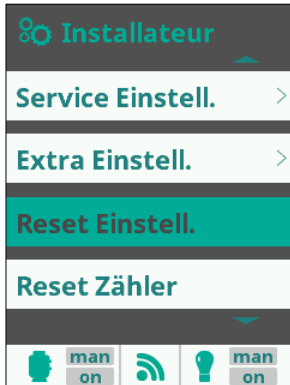 Installateur
Service Einstell.
Extra Einstell.
Reset Einstell.
Reset Zähler
man man
on on